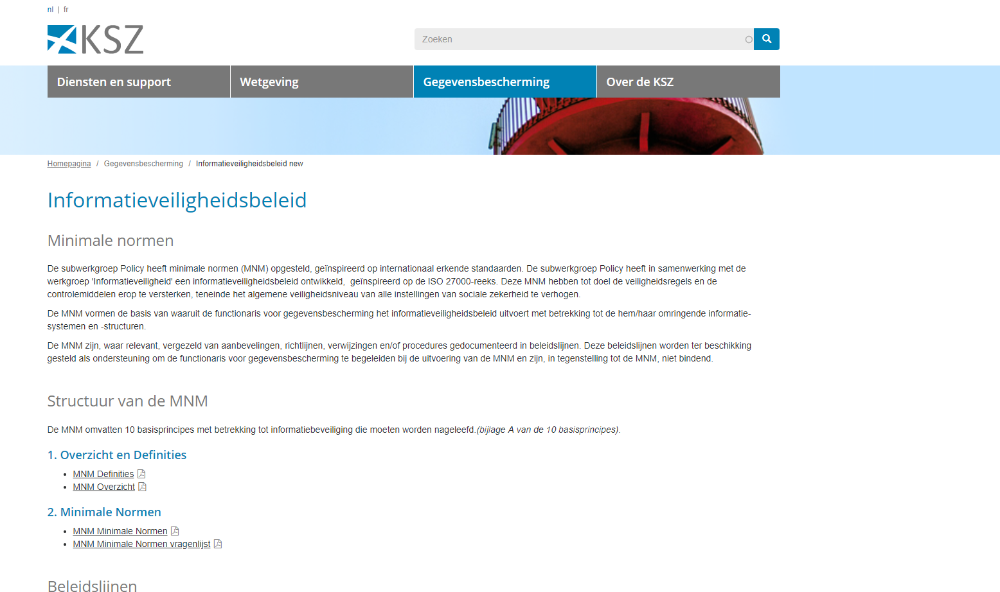 nl | fr
KSZ
Zoeken
Diensten en support
Wetgeving
Gegevensbescherming
Over de KSZ
Homepagina / Gegevensbescherming / Informatieveiligheidsbeleid new
Informatieveiligheidsbeleid
Minimale normen
De subwerkgroep Policy heeft minimale normen (MNM) opgesteld, geïnspireerd op internationaal erkende standaarden. De subwerkgroep Policy heeft in samenwerking met de
werkgroep 'Informatieveiligheid' een informatieveiligheidsbeleid ontwikkeld,  geïnspireerd op de ISO 27000-reeks. Deze MNM hebben tot doel de veiligheidsregels en de
controlemiddelen erop te versterken, teneinde het algemene veiligheidsniveau van alle instellingen van sociale zekerheid te verhogen.
De MNM vormen de basis van waaruit de functionaris voor gegevensbescherming het informatieveiligheidsbeleid uitvoert met betrekking tot de hem/haar omringende informatie-
systemen en -structuren.
De MNM zijn, waar relevant, vergezeld van aanbevelingen, richtlijnen, verwijzingen en/of procedures gedocumenteerd in beleidslijnen. Deze beleidslijnen worden ter beschikking
gesteld als ondersteuning om de functionaris voor gegevensbescherming te begeleiden bij de uitvoering van de MNM en zijn, in tegenstelling tot de MNM, niet bindend.
Structuur van de MNM
De MNM omvatten 10 basisprincipes met betrekking tot informatiebeveiliging die moeten worden nageleefd.(bijlage A van de 10 basisprincipes).
1. Overzicht en Definities
• MNM Definities
• MNM Overzicht
2. Minimale Normen
• MNM Minimale Normen
• MNM Minimale Normen vragenlijst
Beleidslijnen